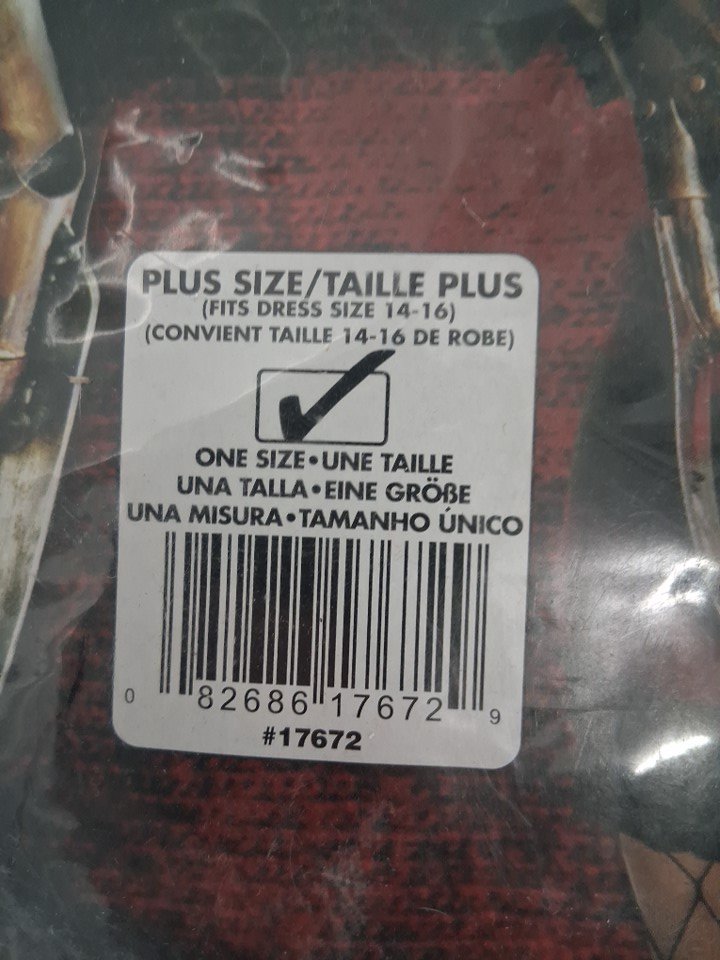 PLUS SIZE/TAILLE PLUS
(FITS DRESS SIZE 14-16)
(CONVIENT TAILLE 14-16 DE ROBE)
ONE SIZE•UNE TAILLE
UNA TALLA•EINE GRÖßE
UNA MISURA•TAMANHO ÚNICO
0 82686 17672 9
#17672